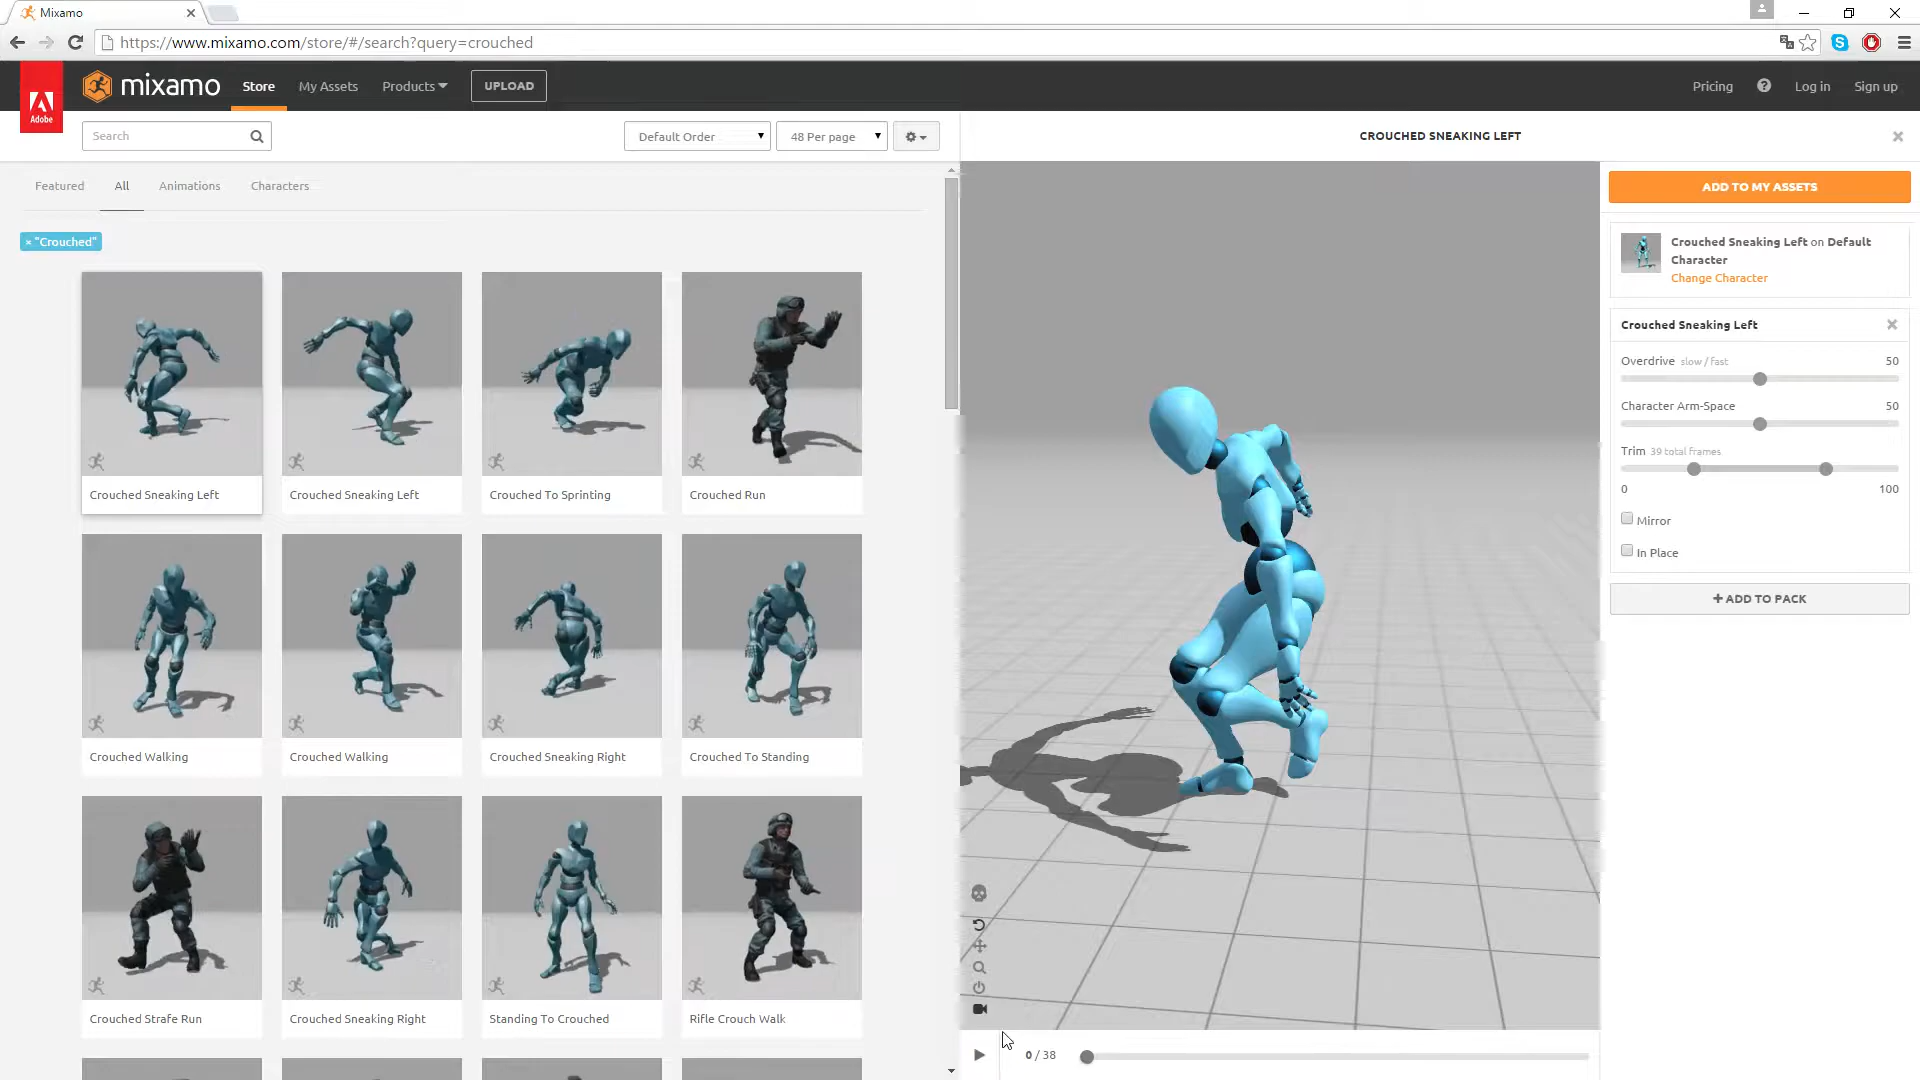 Mixamo
https://www.mixamo.com/store/#/search?query=crouched
Adobe
mixamo
Store
My Assets
Products
UPLOAD
Pricing
Log in
Sign up
Search
Default Order
48 Per page
CROUCHED SNEAKING LEFT
Featured
All
Animations
Characters
× "Crouched"
Crouched Sneaking Left
Crouched Sneaking Left
Crouched To Sprinting
Crouched Run
Crouched Walking
Crouched Walking
Crouched Sneaking Right
Crouched To Standing
Crouched Strafe Run
Crouched Sneaking Right
Standing To Crouched
Rifle Crouch Walk
0 / 38
ADD TO MY ASSETS
Crouched Sneaking Left on Default
Character
Change Character
Crouched Sneaking Left
Overdrive slow / fast 50
Character Arm-Space 50
Trim 39 total frames
0 100
Mirror
In Place
+ ADD TO PACK